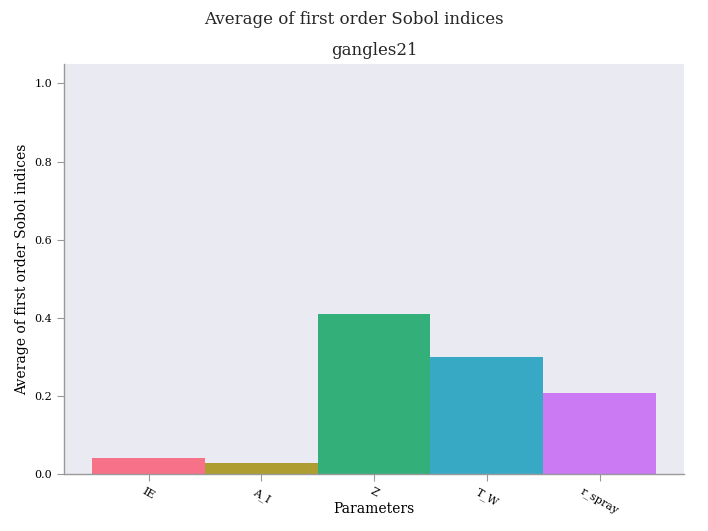 Average of first order Sobol indices
gangles21
Average of first order Sobol indices
1.0
0.8
0.6
0.4
0.2
0.0
IE
A_I
Z
T_W
r_spray
Parameters